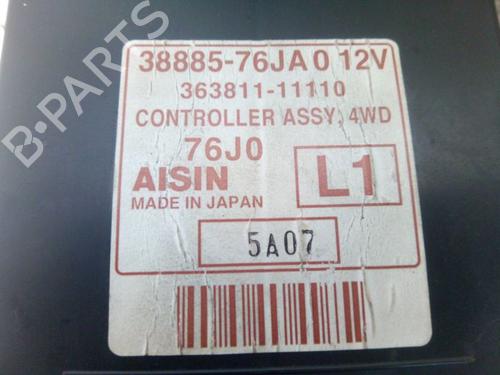 38885-76JA0 12V
363811-11110
CONTROLLER ASSY, 4WD
76J0
AISIN
L1
MADE IN JAPAN
5A07
B-PARTS